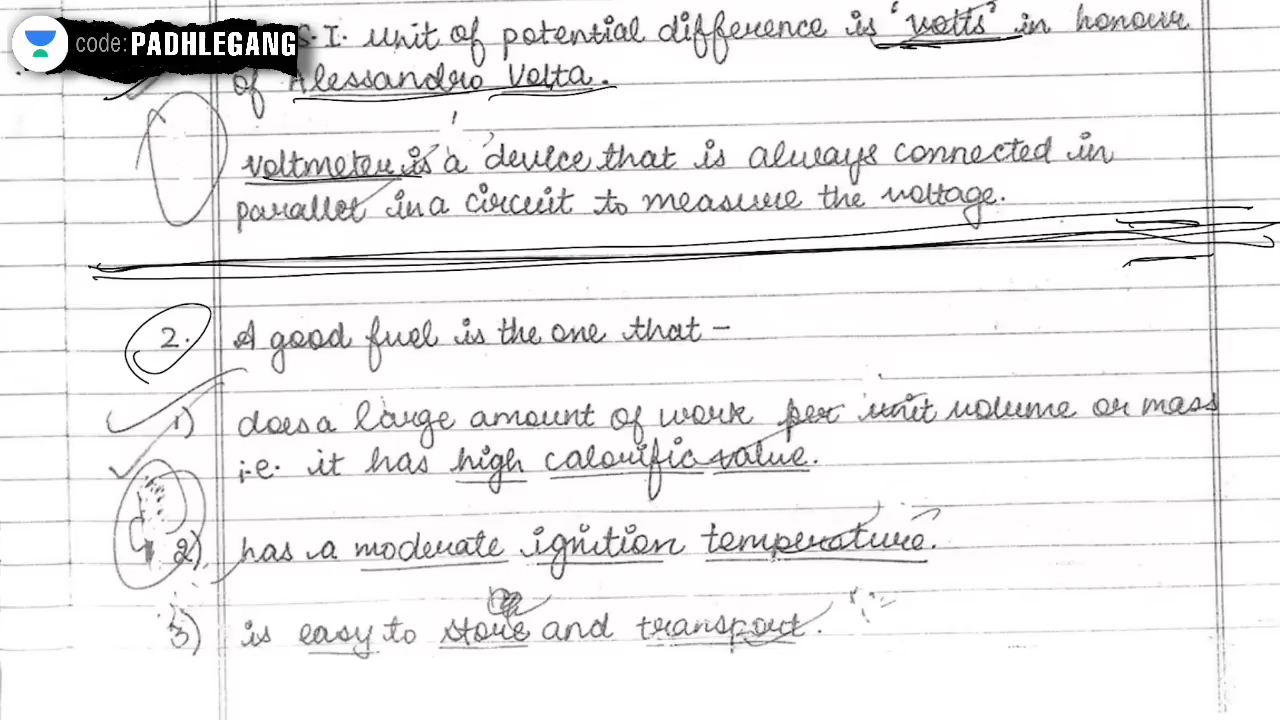 code: PADHLEGANG
S.I. unit of potential difference is 'volts' in honour
of Alessandro Volta.
voltmeter is a device that is always connected in
parallel in a circuit to measure the voltage.
2. A good fuel is the one that –
1) does a large amount of work per unit volume or mass
i.e. it has high calorific value.
2) has a moderate ignition temperature.
3) is easy to store and transport.